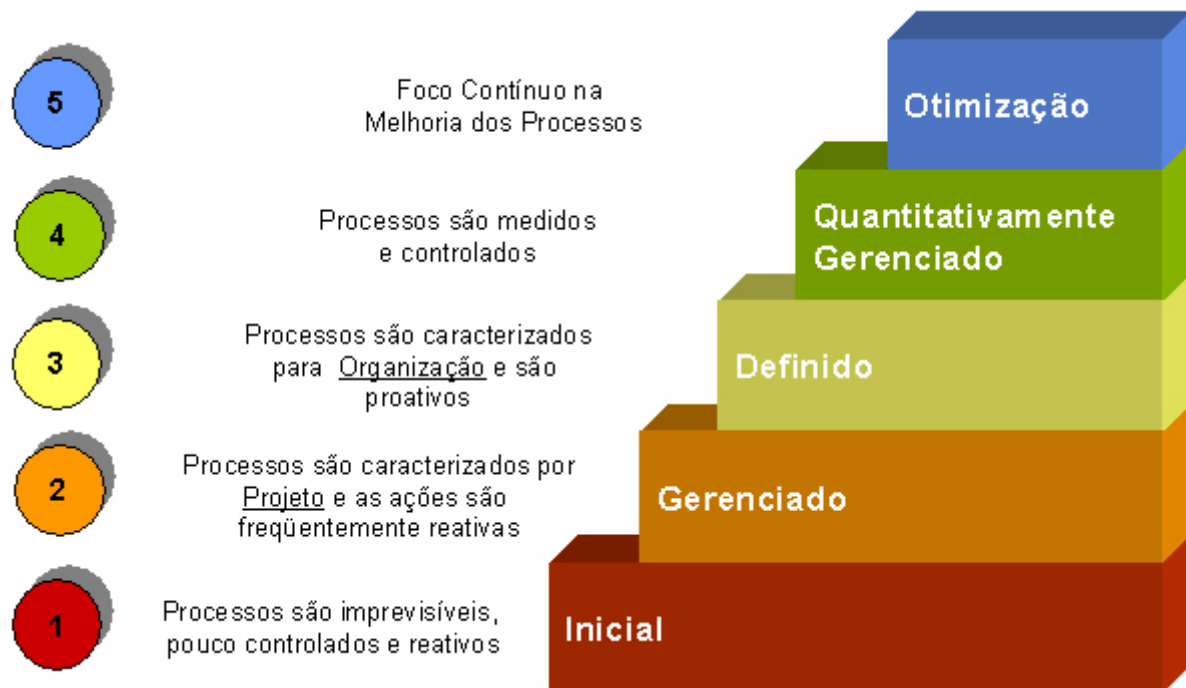 5
Foco Contínuo na
Melhoria dos Processos
Otimização
4
Processos são medidos
e controlados
Quantitativamente
Gerenciado
3
Processos são caracterizados
para Organização e são
proativos
Definido
2
Processos são caracterizados por
Projeto e as ações são
freqüentemente reativas
Gerenciado
1
Processos são imprevisíveis,
pouco controlados e reativos
Inicial